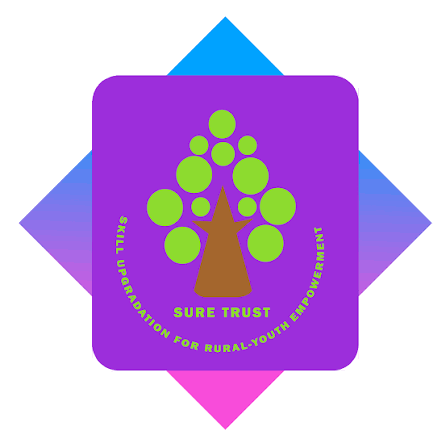 SURE TRUST
SKILL UPGRADATION FOR RURAL-YOUTH EMPOWERMENT